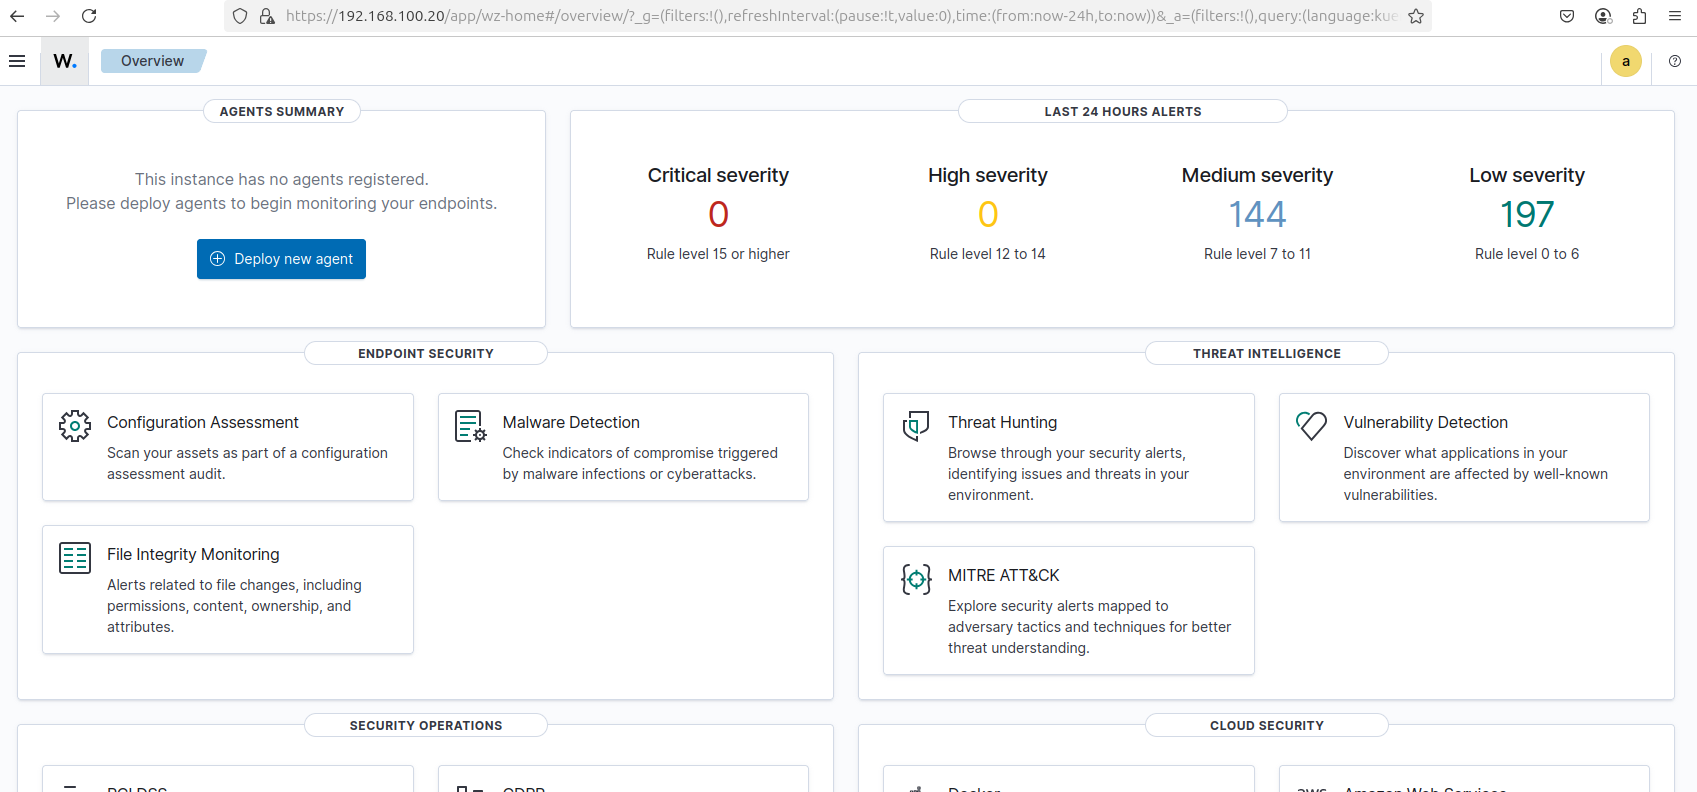 https://192.168.100.20/app/wz-home#/overview/?_g=(filters:!(),refreshInterval:(pause:!t,value:0),time:(from:now-24h,to:now))&_a=(filters:!(),query:(language:kue
W.
Overview
a
AGENTS SUMMARY
This instance has no agents registered.
Please deploy agents to begin monitoring your endpoints.
Deploy new agent
LAST 24 HOURS ALERTS
Critical severity
0
Rule level 15 or higher
High severity
0
Rule level 12 to 14
Medium severity
144
Rule level 7 to 11
Low severity
197
Rule level 0 to 6
ENDPOINT SECURITY
Configuration Assessment
Scan your assets as part of a configuration
assessment audit.
Malware Detection
Check indicators of compromise triggered
by malware infections or cyberattacks.
File Integrity Monitoring
Alerts related to file changes, including
permissions, content, ownership, and
attributes.
THREAT INTELLIGENCE
Threat Hunting
Browse through your security alerts,
identifying issues and threats in your
environment.
Vulnerability Detection
Discover what applications in your
environment are affected by well-known
vulnerabilities.
MITRE ATT&CK
Explore security alerts mapped to
adversary tactics and techniques for better
threat understanding.
SECURITY OPERATIONS
PCI DSS
GDPR
CLOUD SECURITY
Docker
aws
Amazon Web Services